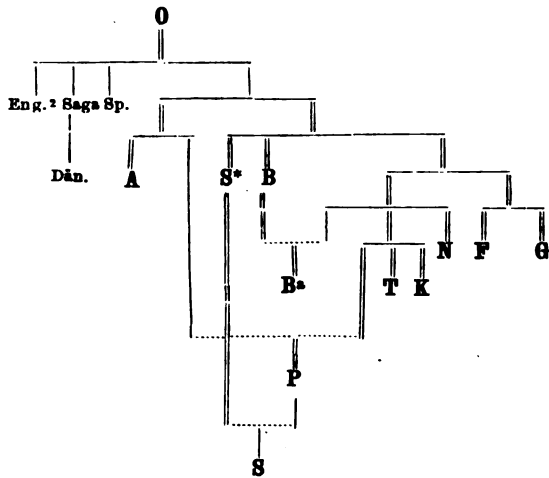 O
Eng.² Saga Sp.
Dän. A S* B
N F G
Bª T K
P
S